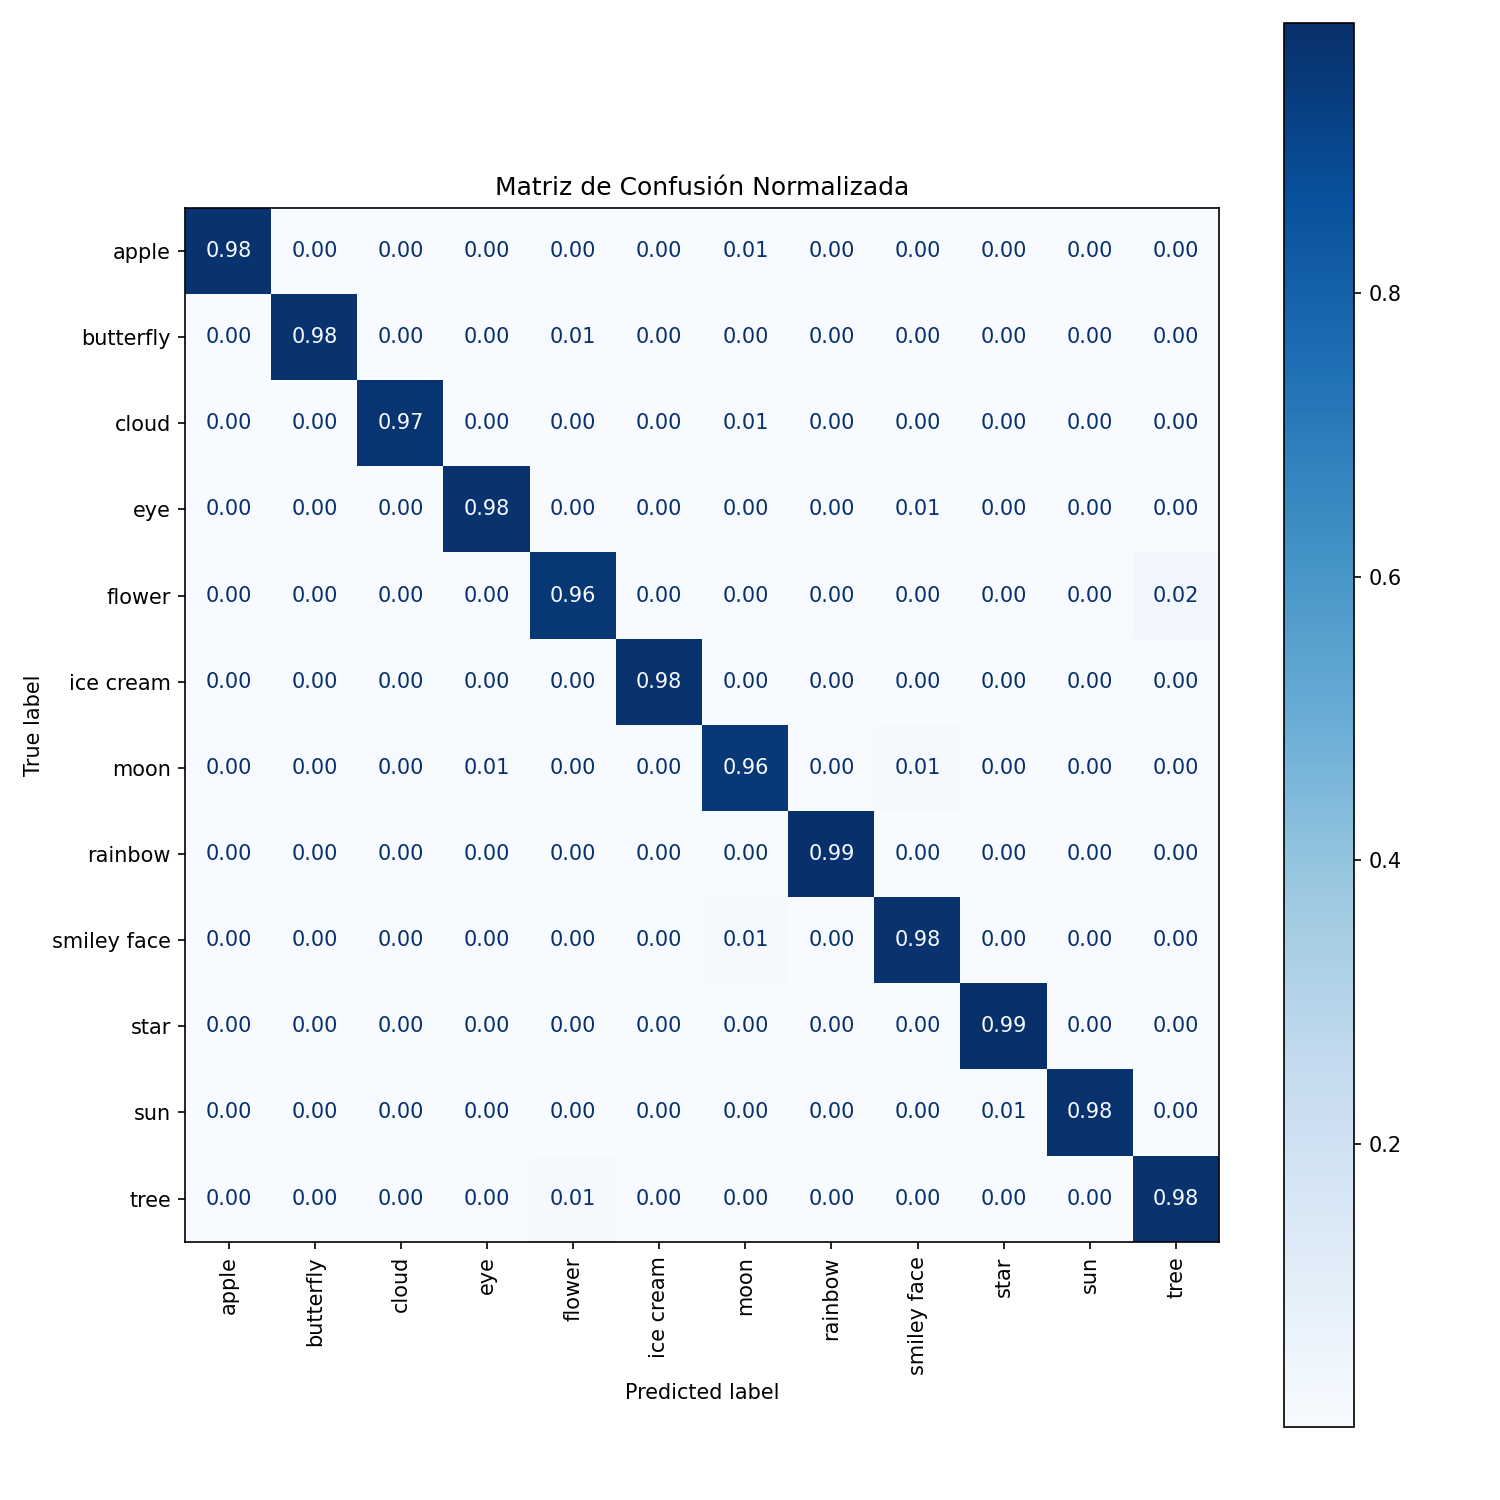 Matriz de Confusión Normalizada
True label
apple 0.98 0.00 0.00 0.00 0.00 0.00 0.01 0.00 0.00 0.00 0.00 0.00
butterfly 0.00 0.98 0.00 0.00 0.01 0.00 0.00 0.00 0.00 0.00 0.00 0.00
cloud 0.00 0.00 0.97 0.00 0.00 0.00 0.01 0.00 0.00 0.00 0.00 0.00
eye 0.00 0.00 0.00 0.98 0.00 0.00 0.00 0.00 0.01 0.00 0.00 0.00
flower 0.00 0.00 0.00 0.00 0.96 0.00 0.00 0.00 0.00 0.00 0.00 0.02
ice cream 0.00 0.00 0.00 0.00 0.00 0.98 0.00 0.00 0.00 0.00 0.00 0.00
moon 0.00 0.00 0.00 0.01 0.00 0.00 0.96 0.00 0.01 0.00 0.00 0.00
rainbow 0.00 0.00 0.00 0.00 0.00 0.00 0.00 0.99 0.00 0.00 0.00 0.00
smiley face 0.00 0.00 0.00 0.00 0.00 0.00 0.01 0.00 0.98 0.00 0.00 0.00
star 0.00 0.00 0.00 0.00 0.00 0.00 0.00 0.00 0.00 0.99 0.00 0.00
sun 0.00 0.00 0.00 0.00 0.00 0.00 0.00 0.00 0.00 0.01 0.98 0.00
tree 0.00 0.00 0.00 0.00 0.01 0.00 0.00 0.00 0.00 0.00 0.00 0.98
apple butterfly cloud eye flower ice cream moon rainbow smiley face star sun tree
Predicted label
0.8
0.6
0.4
0.2